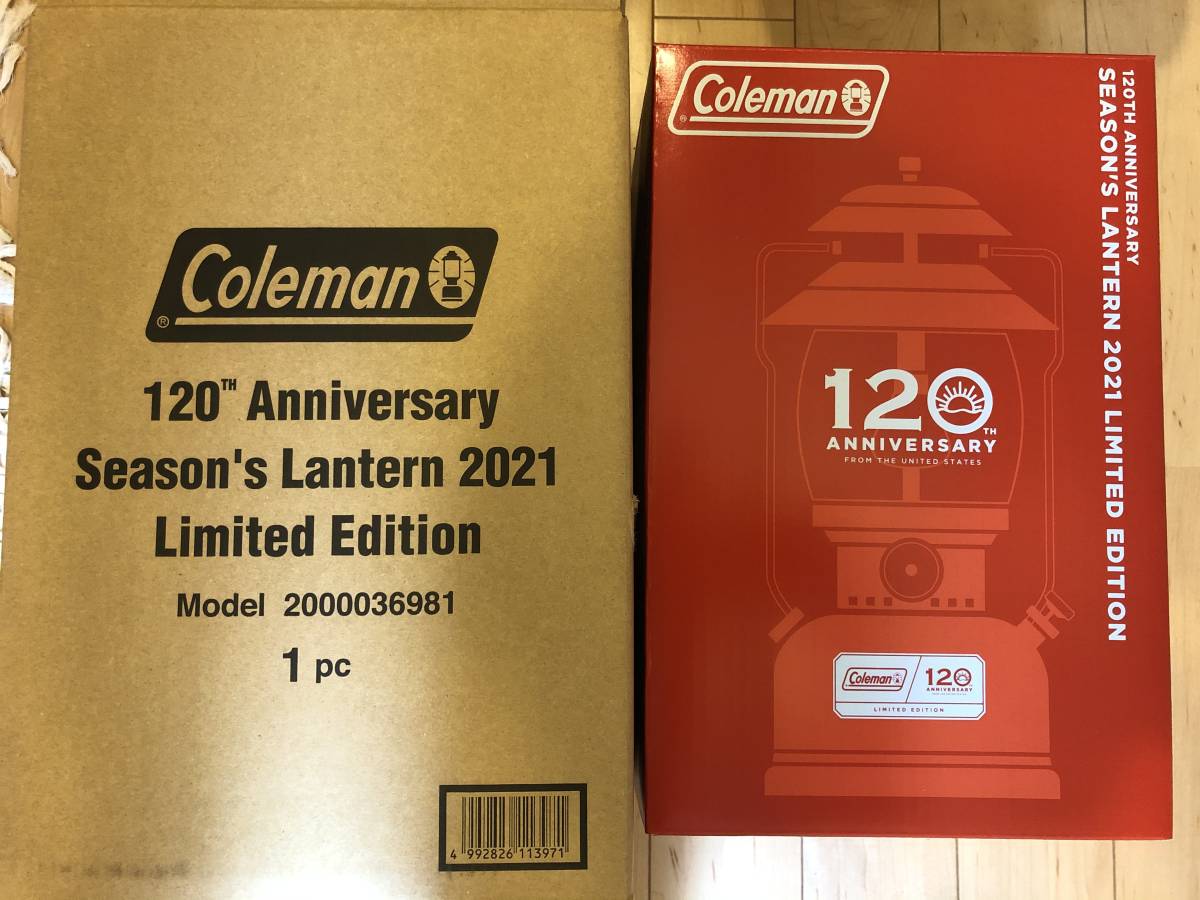 Coleman
®
120TH Anniversary
Season's Lantern 2021
Limited Edition
Model 2000036981
1 pc
4 992826 113971
Coleman
®
120TH ANNIVERSARY
SEASON'S LANTERN 2021 LIMITED EDITION
120TH
ANNIVERSARY
FROM THE UNITED STATES
Coleman
120
ANNIVERSARY
LIMITED EDITION